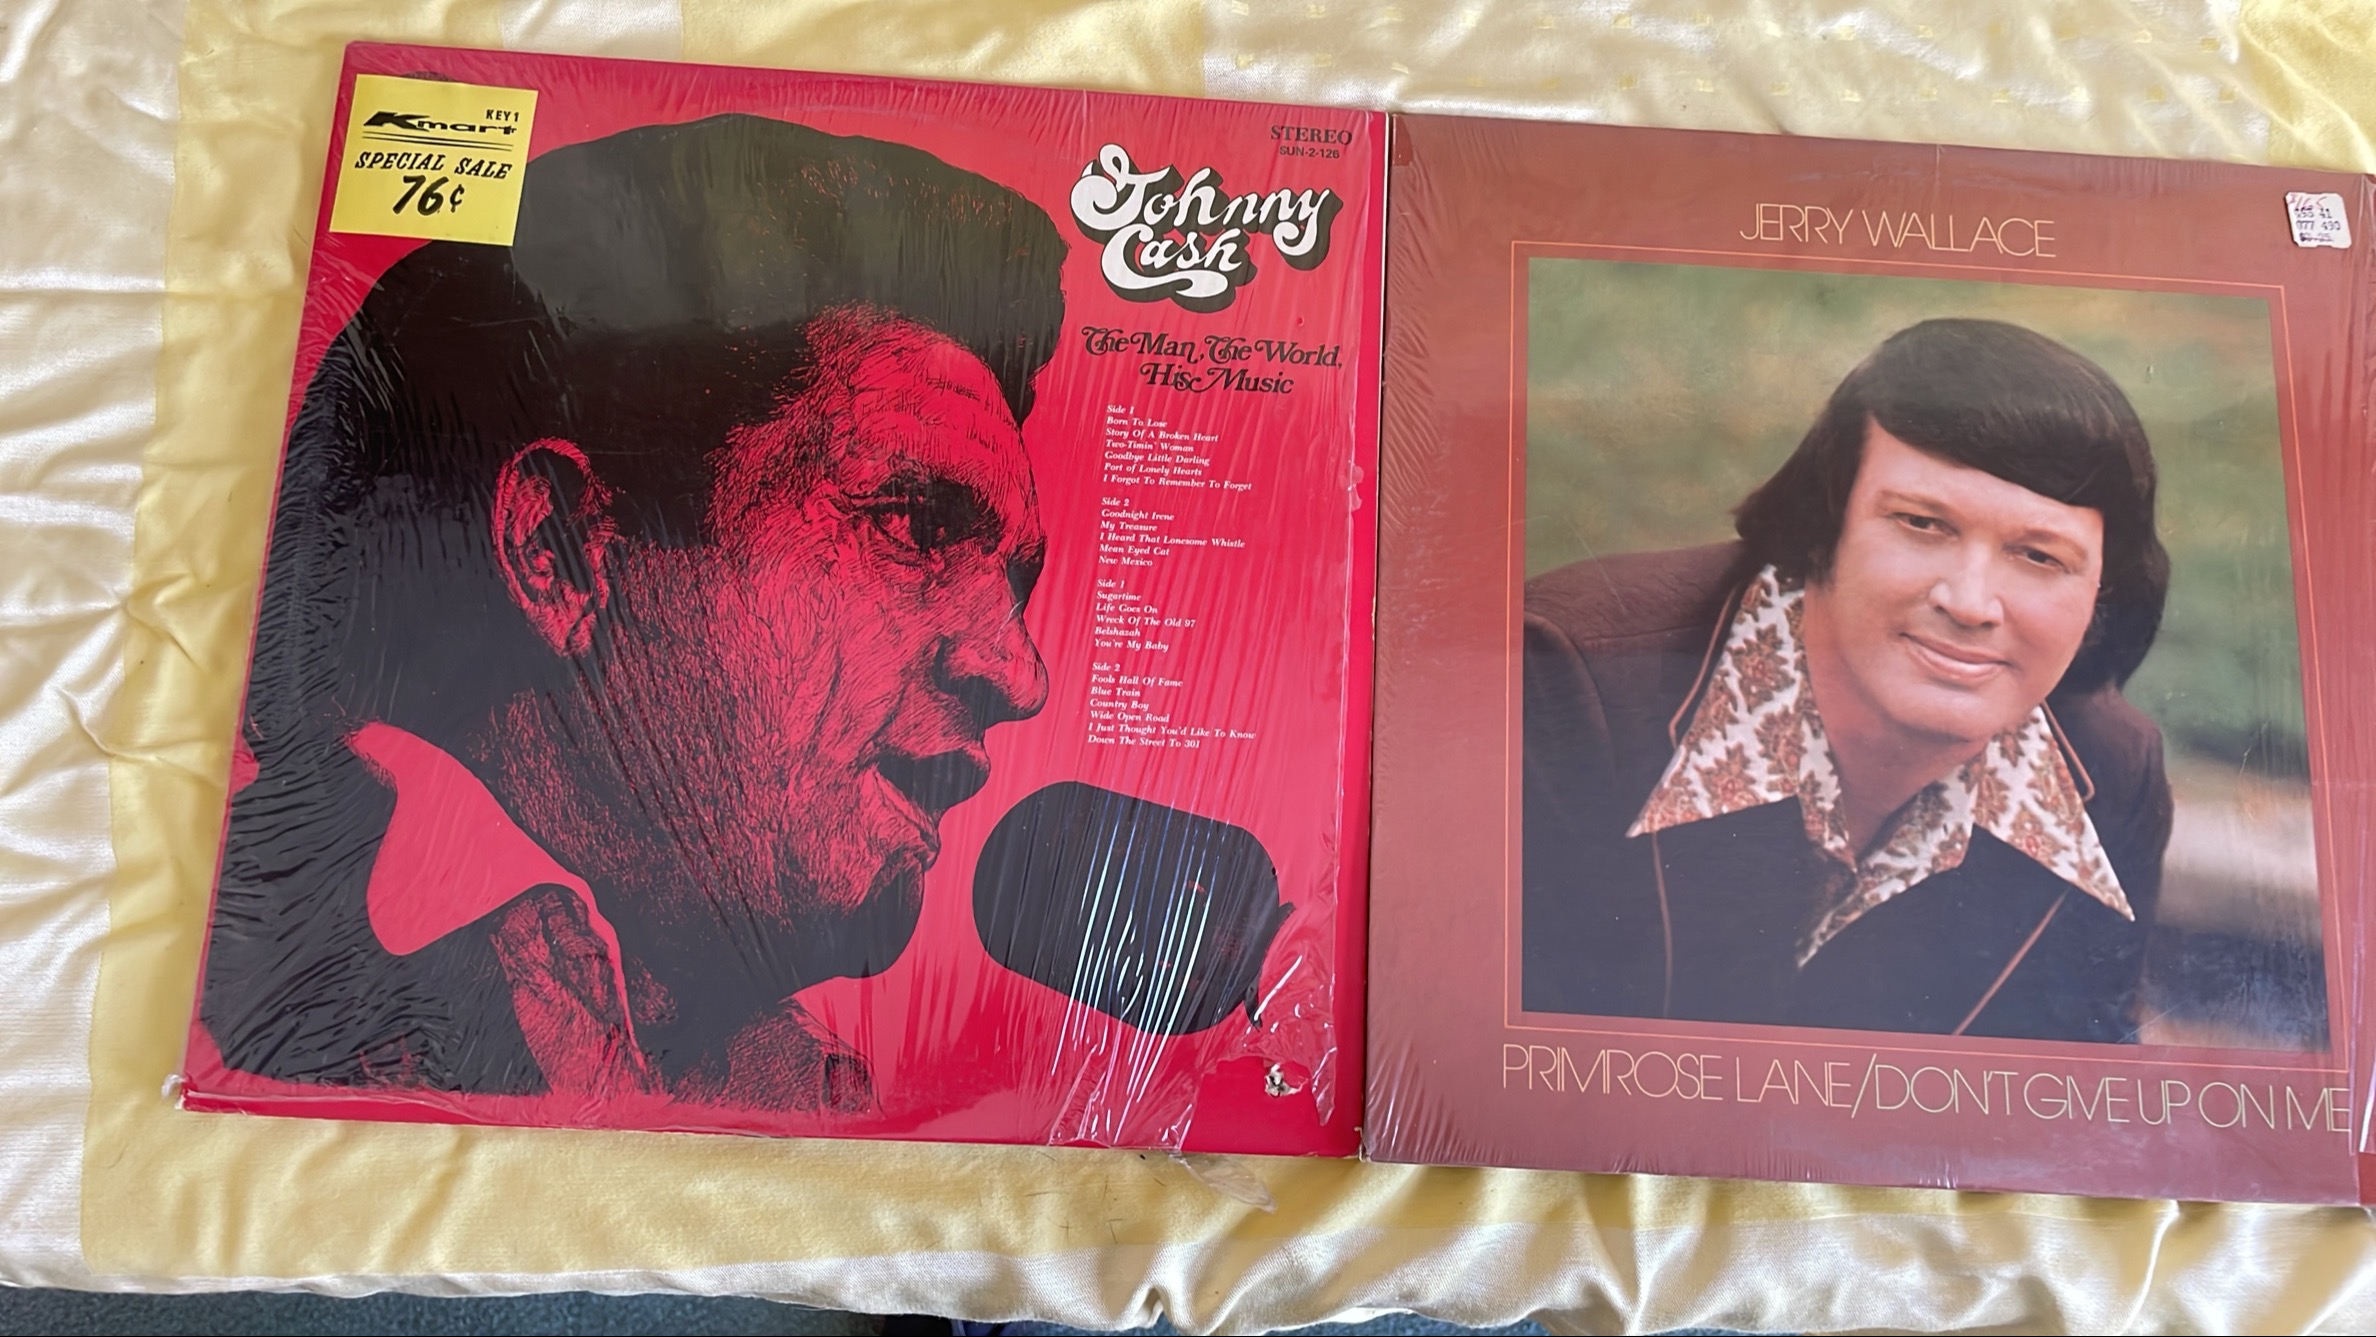 KEY1
Kmart
SPECIAL SALE
76¢
STEREO
SUN-2-126
Johnny
Cash
The Man, The World,
His Music
Side 1
Born To Lose
Story Of A Broken Heart
Two-Timin' Woman
Goodbye Little Darling
Port of Lonely Hearts
I Forgot To Remember To Forget
Side 2
Goodnight Irene
My Treasure
I Heard That Lonesome Whistle
Mean Eyed Cat
New Mexico
Side 1
Sugartime
Life Goes On
Wreck Of The Old 97
Belshazah
You're My Baby
Side 2
Fools Hall Of Fame
Blue Train
Country Boy
Wide Open Road
I Just Thought You'd Like To Know
Down The Street To 301
JERRY WALLACE
077 490
PRIMROSE LANE/DON'T GIVE UP ON ME